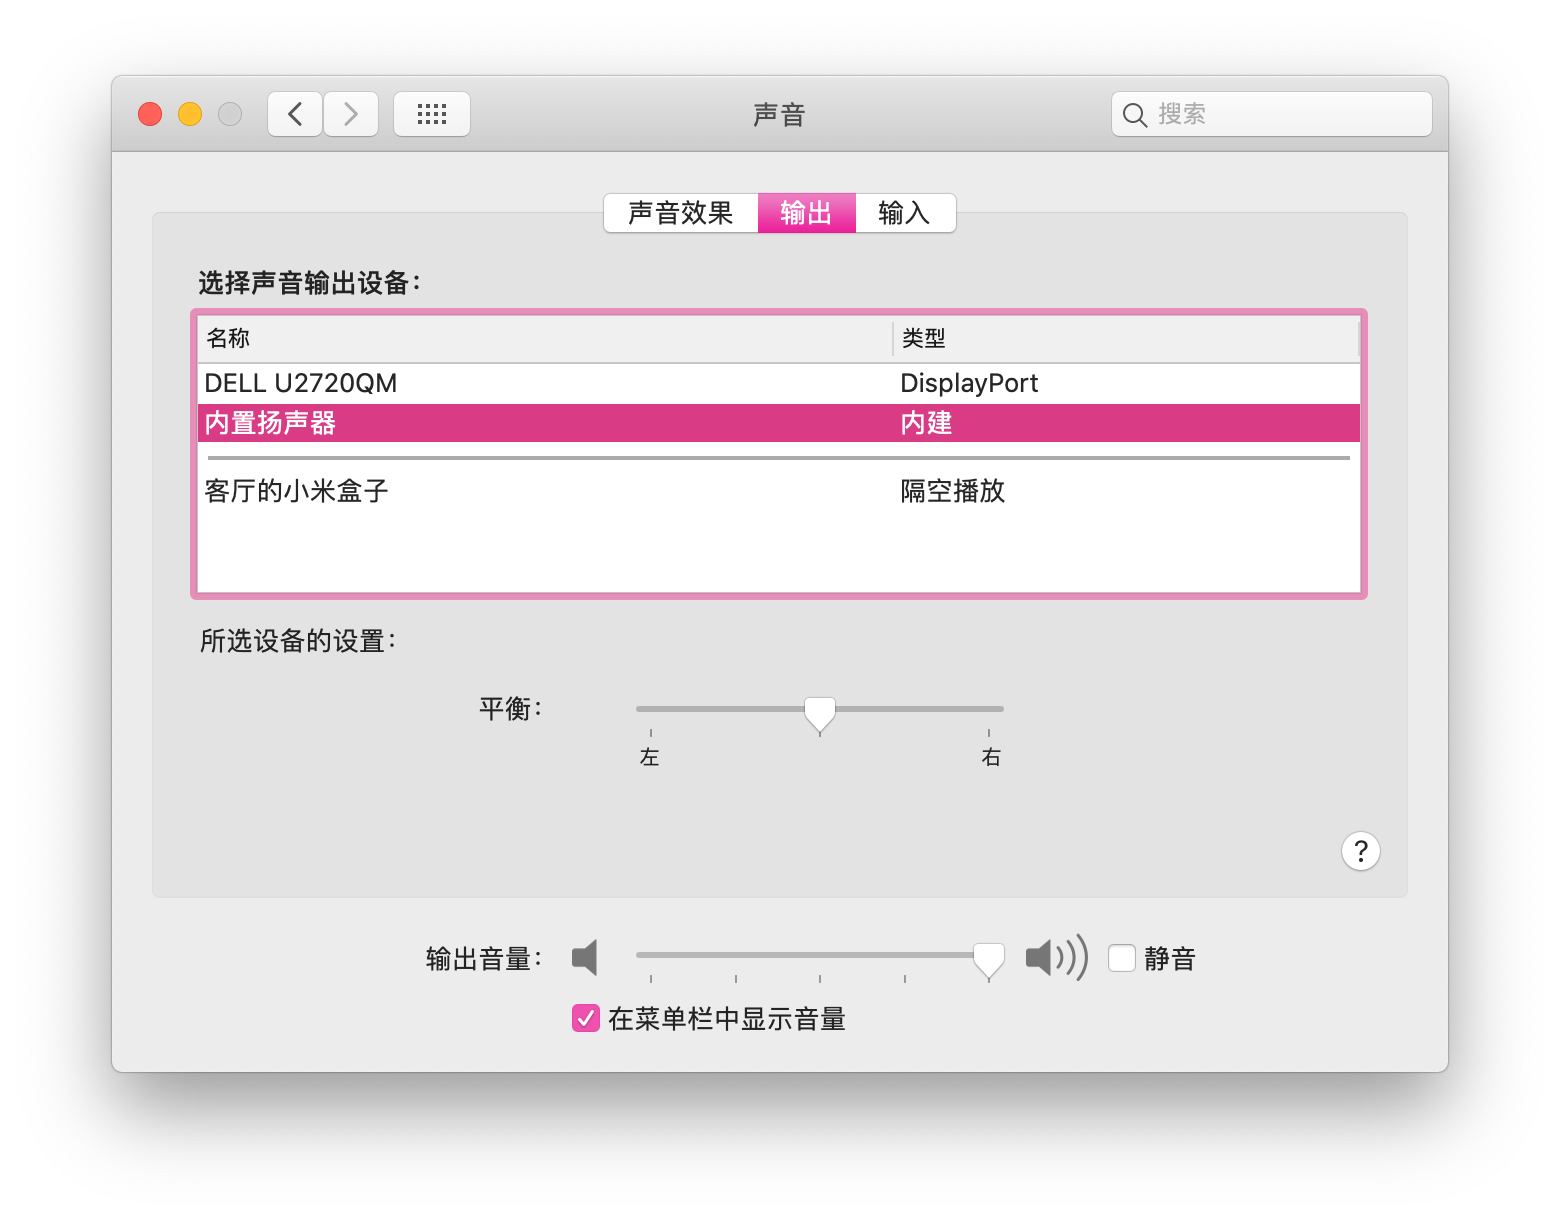 声音
搜索
声音效果 输出 输入
选择声音输出设备：
名称 类型
DELL U2720QM DisplayPort
内置扬声器 内建
客厅的小米盒子 隔空播放
所选设备的设置：
平衡：
左 右
?
输出音量： 静音
在菜单栏中显示音量